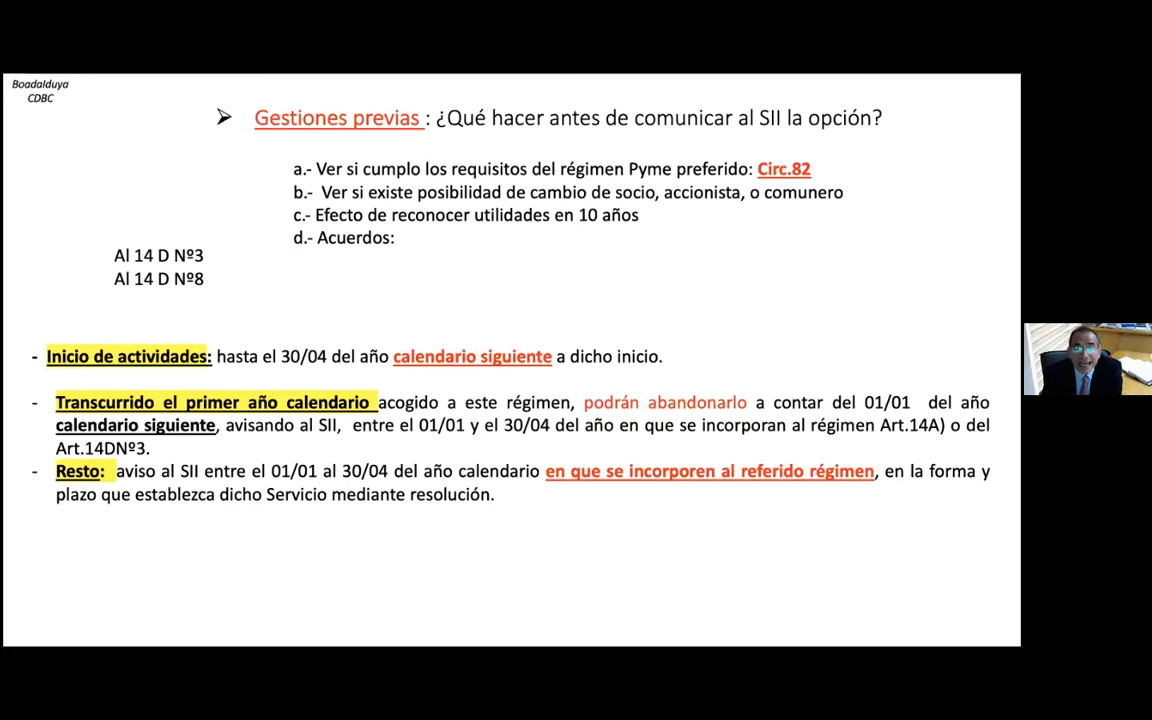 Boadalduya
CDBC
➢ Gestiones previas : ¿Qué hacer antes de comunicar al SII la opción?
a.- Ver si cumplo los requisitos del régimen Pyme preferido: Circ.82
b.- Ver si existe posibilidad de cambio de socio, accionista, o comunero
c.- Efecto de reconocer utilidades en 10 años
d.- Acuerdos:
Al 14 D Nº3
Al 14 D Nº8
- Inicio de actividades: hasta el 30/04 del año calendario siguiente a dicho inicio.
- Transcurrido el primer año calendario acogido a este régimen, podrán abandonarlo a contar del 01/01 del año
calendario siguiente, avisando al SII, entre el 01/01 y el 30/04 del año en que se incorporan al régimen Art.14A) o del
Art.14DNº3.
- Resto: aviso al SII entre el 01/01 al 30/04 del año calendario en que se incorporen al referido régimen, en la forma y
plazo que establezca dicho Servicio mediante resolución.